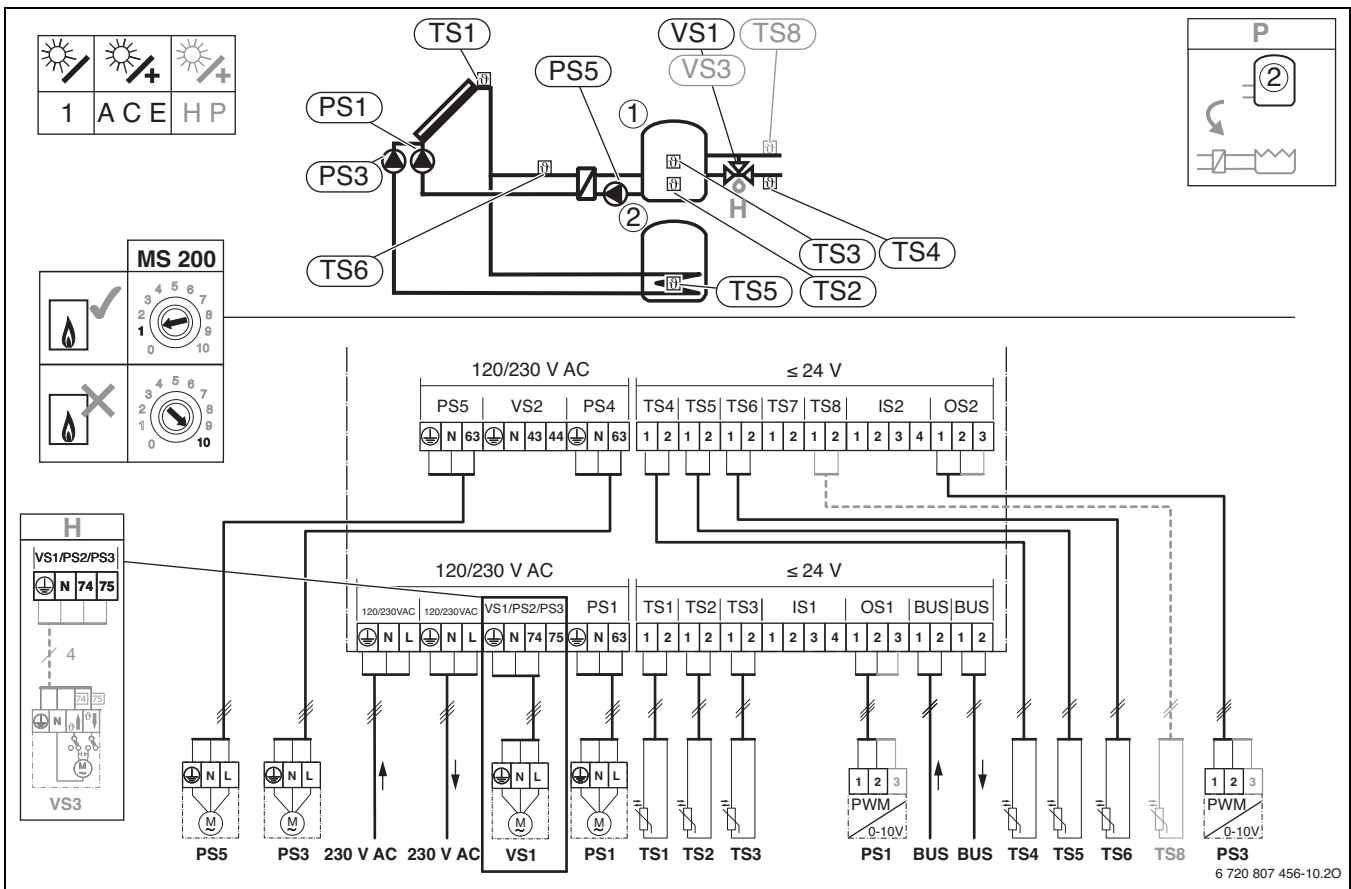 1 A C E H P
TS1
VS1 TS8
VS3
PS5
PS1
PS3
1
2
H
TS6
TS3 TS4
TS5 TS2
P
2
MS 200
0 1 2 3 4 5 6 7 8 9 10
0 1 2 3 4 5 6 7 8 9 10
120/230 V AC ≤ 24 V
PS5 VS2 PS4 TS4 TS5 TS6 TS7 TS8 IS2 OS2
N 63 N 43 44 N 63 1 2 1 2 1 2 1 2 1 2 1 2 3 4 1 2 3
H
VS1/PS2/PS3
N 74 75
4
74 75
N
M
VS3
120/230 V AC ≤ 24 V
120/230VAC 120/230VAC VS1/PS2/PS3 PS1 TS1 TS2 TS3 IS1 OS1 BUS BUS
N L N L N 74 75 N 63 1 2 1 2 1 2 1 2 3 4 1 2 3 1 2 1 2
N L N L N L N L 1 2 3 1 2 3
M M M M PWM 0-10V PWM 0-10V
PS5 PS3 230 V AC 230 V AC VS1 PS1 TS1 TS2 TS3 PS1 BUS BUS TS4 TS5 TS6 TS8 PS3
6 720 807 456-10.2O